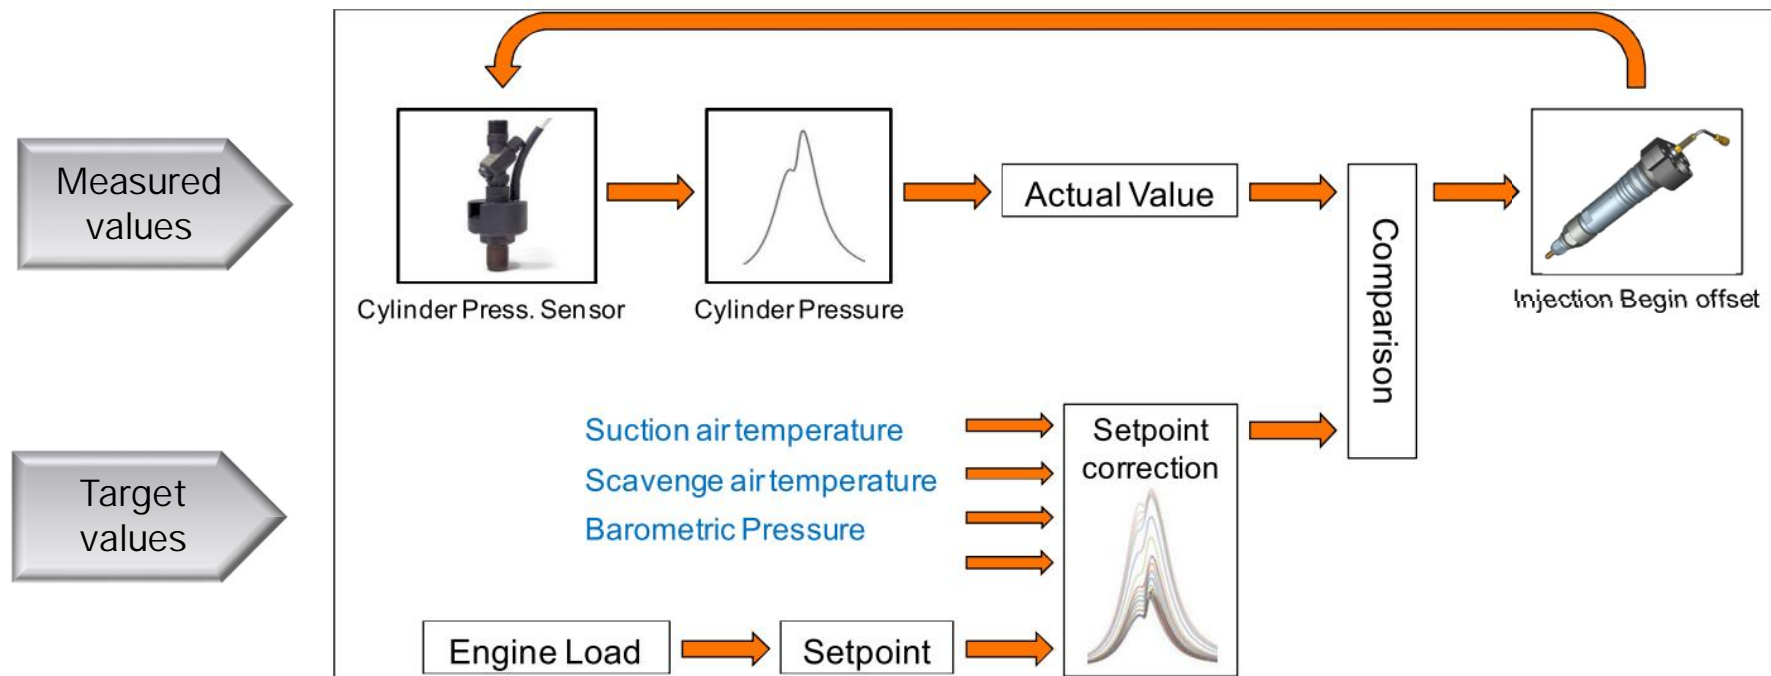 Measured
values
Actual Value
Cylinder Press. Sensor
Cylinder Pressure
Comparison
Injection Begin offset
Target
values
Suction air temperature
Scavenge air temperature
Barometric Pressure
Setpoint
correction
Engine Load
Setpoint